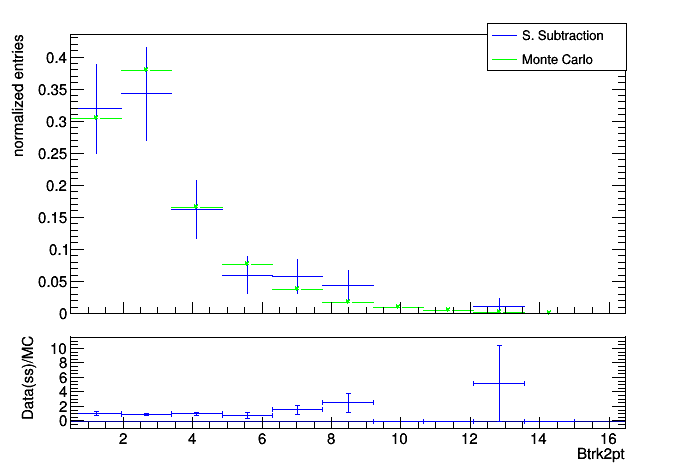 S. Subtraction
Monte Carlo
normalized entries
0.4
0.35
0.3
0.25
0.2
0.15
0.1
0.05
0
Data(ss)/MC
10
8
6
4
2
0
2 4 6 8 10 12 14 16
Btrk2pt